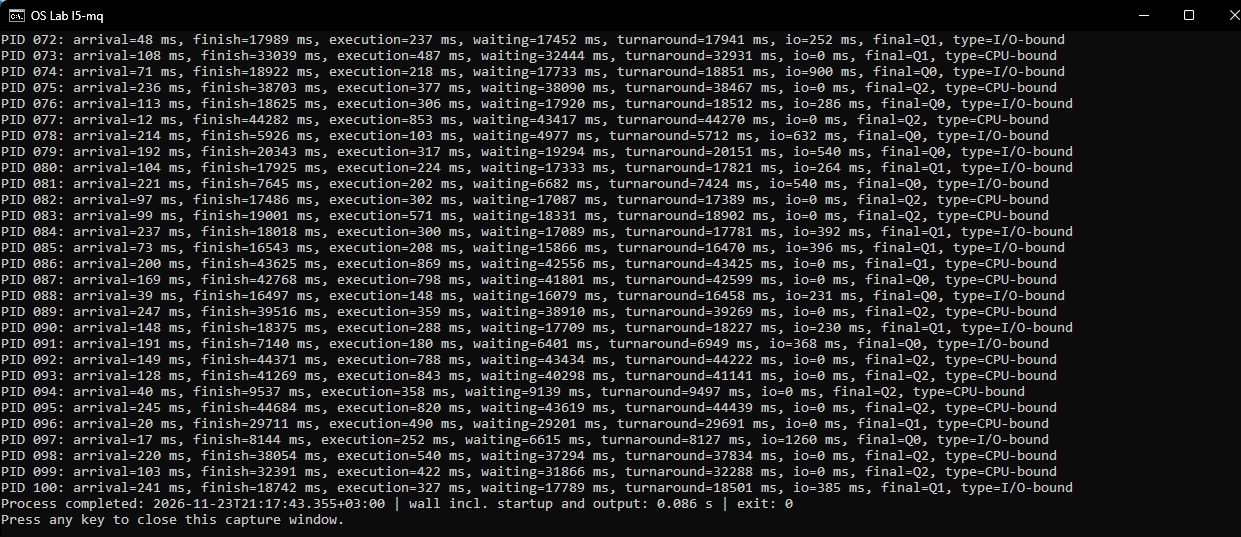 OS Lab I5-mq
PID 072: arrival=48 ms, finish=17989 ms, execution=237 ms, waiting=17452 ms, turnaround=17941 ms, io=252 ms, final=Q1, type=I/O-bound
PID 073: arrival=108 ms, finish=33039 ms, execution=487 ms, waiting=32444 ms, turnaround=32931 ms, io=0 ms, final=Q1, type=CPU-bound
PID 074: arrival=71 ms, finish=18922 ms, execution=218 ms, waiting=17733 ms, turnaround=18851 ms, io=900 ms, final=Q0, type=I/O-bound
PID 075: arrival=236 ms, finish=38703 ms, execution=377 ms, waiting=38090 ms, turnaround=38467 ms, io=0 ms, final=Q2, type=CPU-bound
PID 076: arrival=113 ms, finish=18625 ms, execution=306 ms, waiting=17920 ms, turnaround=18512 ms, io=286 ms, final=Q0, type=I/O-bound
PID 077: arrival=12 ms, finish=44282 ms, execution=853 ms, waiting=43417 ms, turnaround=44270 ms, io=0 ms, final=Q2, type=CPU-bound
PID 078: arrival=214 ms, finish=5926 ms, execution=103 ms, waiting=4977 ms, turnaround=5712 ms, io=632 ms, final=Q0, type=I/O-bound
PID 079: arrival=192 ms, finish=20343 ms, execution=317 ms, waiting=19294 ms, turnaround=20151 ms, io=540 ms, final=Q0, type=I/O-bound
PID 080: arrival=104 ms, finish=17925 ms, execution=224 ms, waiting=17333 ms, turnaround=17821 ms, io=264 ms, final=Q1, type=I/O-bound
PID 081: arrival=221 ms, finish=7645 ms, execution=202 ms, waiting=6682 ms, turnaround=7424 ms, io=540 ms, final=Q0, type=I/O-bound
PID 082: arrival=97 ms, finish=17486 ms, execution=302 ms, waiting=17087 ms, turnaround=17389 ms, io=0 ms, final=Q2, type=CPU-bound
PID 083: arrival=99 ms, finish=19001 ms, execution=571 ms, waiting=18331 ms, turnaround=18902 ms, io=0 ms, final=Q2, type=CPU-bound
PID 084: arrival=237 ms, finish=18018 ms, execution=300 ms, waiting=17089 ms, turnaround=17781 ms, io=392 ms, final=Q1, type=I/O-bound
PID 085: arrival=73 ms, finish=16543 ms, execution=208 ms, waiting=15866 ms, turnaround=16470 ms, io=396 ms, final=Q1, type=I/O-bound
PID 086: arrival=200 ms, finish=43625 ms, execution=869 ms, waiting=42556 ms, turnaround=43425 ms, io=0 ms, final=Q1, type=CPU-bound
PID 087: arrival=169 ms, finish=42768 ms, execution=798 ms, waiting=41801 ms, turnaround=42599 ms, io=0 ms, final=Q0, type=CPU-bound
PID 088: arrival=39 ms, finish=16497 ms, execution=148 ms, waiting=16079 ms, turnaround=16458 ms, io=231 ms, final=Q0, type=I/O-bound
PID 089: arrival=247 ms, finish=39516 ms, execution=359 ms, waiting=38910 ms, turnaround=39269 ms, io=0 ms, final=Q2, type=CPU-bound
PID 090: arrival=148 ms, finish=18375 ms, execution=288 ms, waiting=17709 ms, turnaround=18227 ms, io=230 ms, final=Q1, type=I/O-bound
PID 091: arrival=191 ms, finish=7140 ms, execution=180 ms, waiting=6401 ms, turnaround=6949 ms, io=368 ms, final=Q0, type=I/O-bound
PID 092: arrival=149 ms, finish=44371 ms, execution=788 ms, waiting=43434 ms, turnaround=44222 ms, io=0 ms, final=Q2, type=CPU-bound
PID 093: arrival=128 ms, finish=41269 ms, execution=843 ms, waiting=40298 ms, turnaround=41141 ms, io=0 ms, final=Q2, type=CPU-bound
PID 094: arrival=40 ms, finish=9537 ms, execution=358 ms, waiting=9139 ms, turnaround=9497 ms, io=0 ms, final=Q2, type=CPU-bound
PID 095: arrival=245 ms, finish=44684 ms, execution=820 ms, waiting=43619 ms, turnaround=44439 ms, io=0 ms, final=Q2, type=CPU-bound
PID 096: arrival=20 ms, finish=29711 ms, execution=490 ms, waiting=29201 ms, turnaround=29691 ms, io=0 ms, final=Q1, type=CPU-bound
PID 097: arrival=17 ms, finish=8144 ms, execution=252 ms, waiting=6615 ms, turnaround=8127 ms, io=1260 ms, final=Q0, type=I/O-bound
PID 098: arrival=220 ms, finish=38054 ms, execution=540 ms, waiting=37294 ms, turnaround=37834 ms, io=0 ms, final=Q2, type=CPU-bound
PID 099: arrival=103 ms, finish=32391 ms, execution=422 ms, waiting=31866 ms, turnaround=32288 ms, io=0 ms, final=Q2, type=CPU-bound
PID 100: arrival=241 ms, finish=18742 ms, execution=327 ms, waiting=17789 ms, turnaround=18501 ms, io=385 ms, final=Q1, type=I/O-bound
Process completed: 2026-11-23T21:17:43.355+03:00 | wall incl. startup and output: 0.086 s | exit: 0
Press any key to close this capture window.